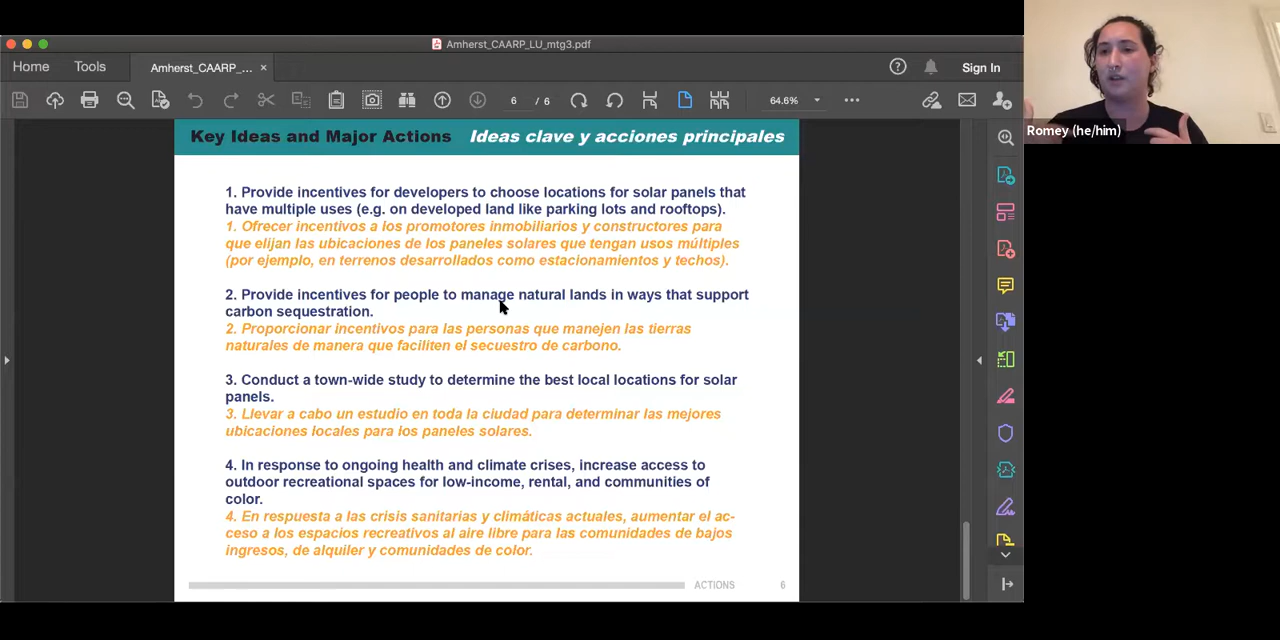 Amherst_CAARP_LU_mtg3.pdf
Home Tools Amherst_CAARP_... × Sign In
6 / 6 64.6%
Romey (he/him)
Key Ideas and Major Actions Ideas clave y acciones principales
1. Provide incentives for developers to choose locations for solar panels that
have multiple uses (e.g. on developed land like parking lots and rooftops).
1. Ofrecer incentivos a los promotores inmobiliarios y constructores para
que elijan las ubicaciones de los paneles solares que tengan usos múltiples
(por ejemplo, en terrenos desarrollados como estacionamientos y techos).
2. Provide incentives for people to manage natural lands in ways that support
carbon sequestration.
2. Proporcionar incentivos para las personas que manejen las tierras
naturales de manera que faciliten el secuestro de carbono.
3. Conduct a town-wide study to determine the best local locations for solar
panels.
3. Llevar a cabo un estudio en toda la ciudad para determinar las mejores
ubicaciones locales para los paneles solares.
4. In response to ongoing health and climate crises, increase access to
outdoor recreational spaces for low-income, rental, and communities of
color.
4. En respuesta a las crisis sanitarias y climáticas actuales, aumentar el ac-
ceso a los espacios recreativos al aire libre para las comunidades de bajos
ingresos, de alquiler y comunidades de color.
ACTIONS 6